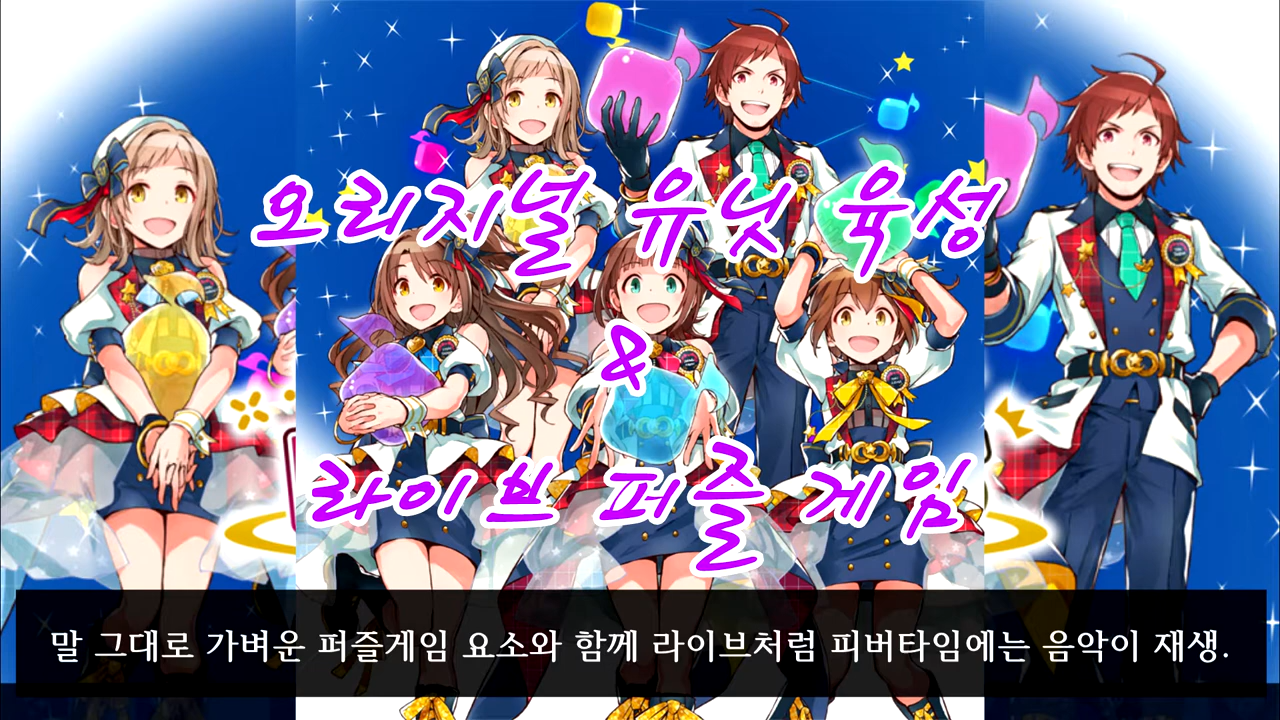 오리지널 유닛 육성
&
라이브 퍼즐 게임
말 그대로 가벼운 퍼즐게임 요소와 함께 라이브처럼 피버타임에는 음악이 재생.